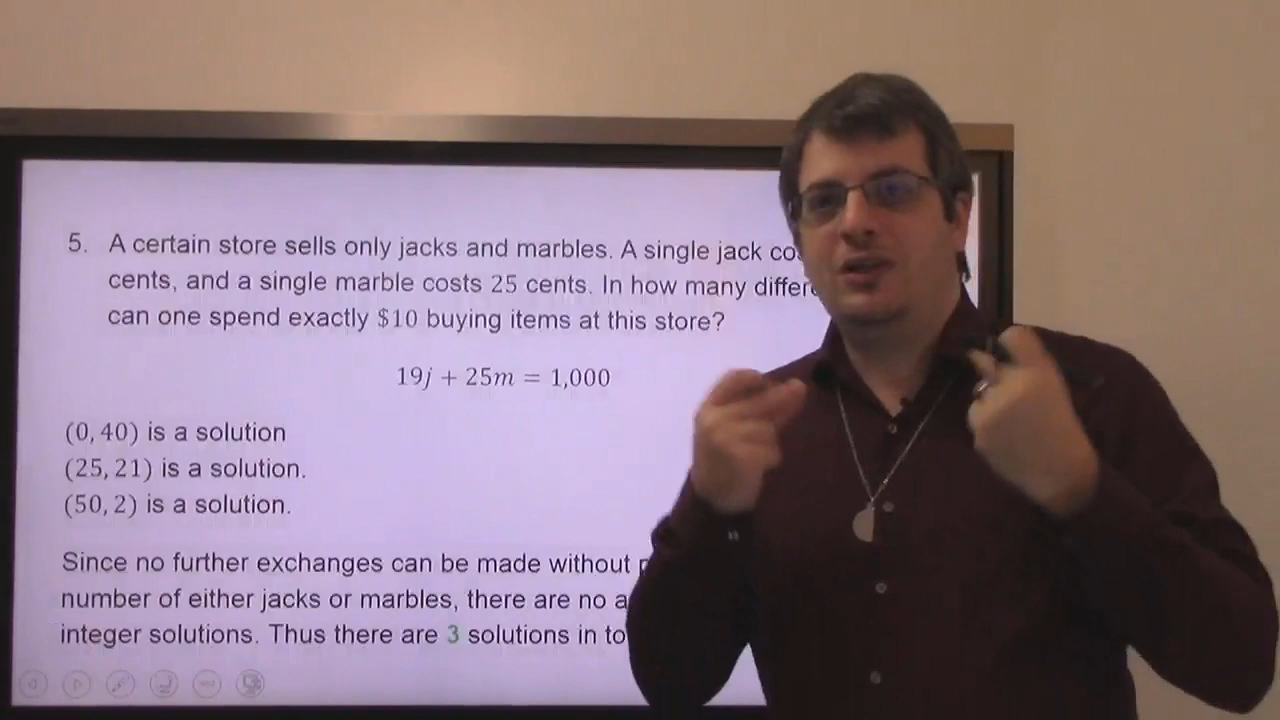 5. A certain store sells only jacks and marbles. A single jack
cents, and a single marble costs 25 cents. In how many
can one spend exactly $10 buying items at this store?
19j + 25m = 1,000
(0, 40) is a solution
(25, 21) is a solution.
(50, 2) is a solution.
Since no further exchanges can be made without
number of either jacks or marbles, there are no
integer solutions. Thus there are 3 solutions in